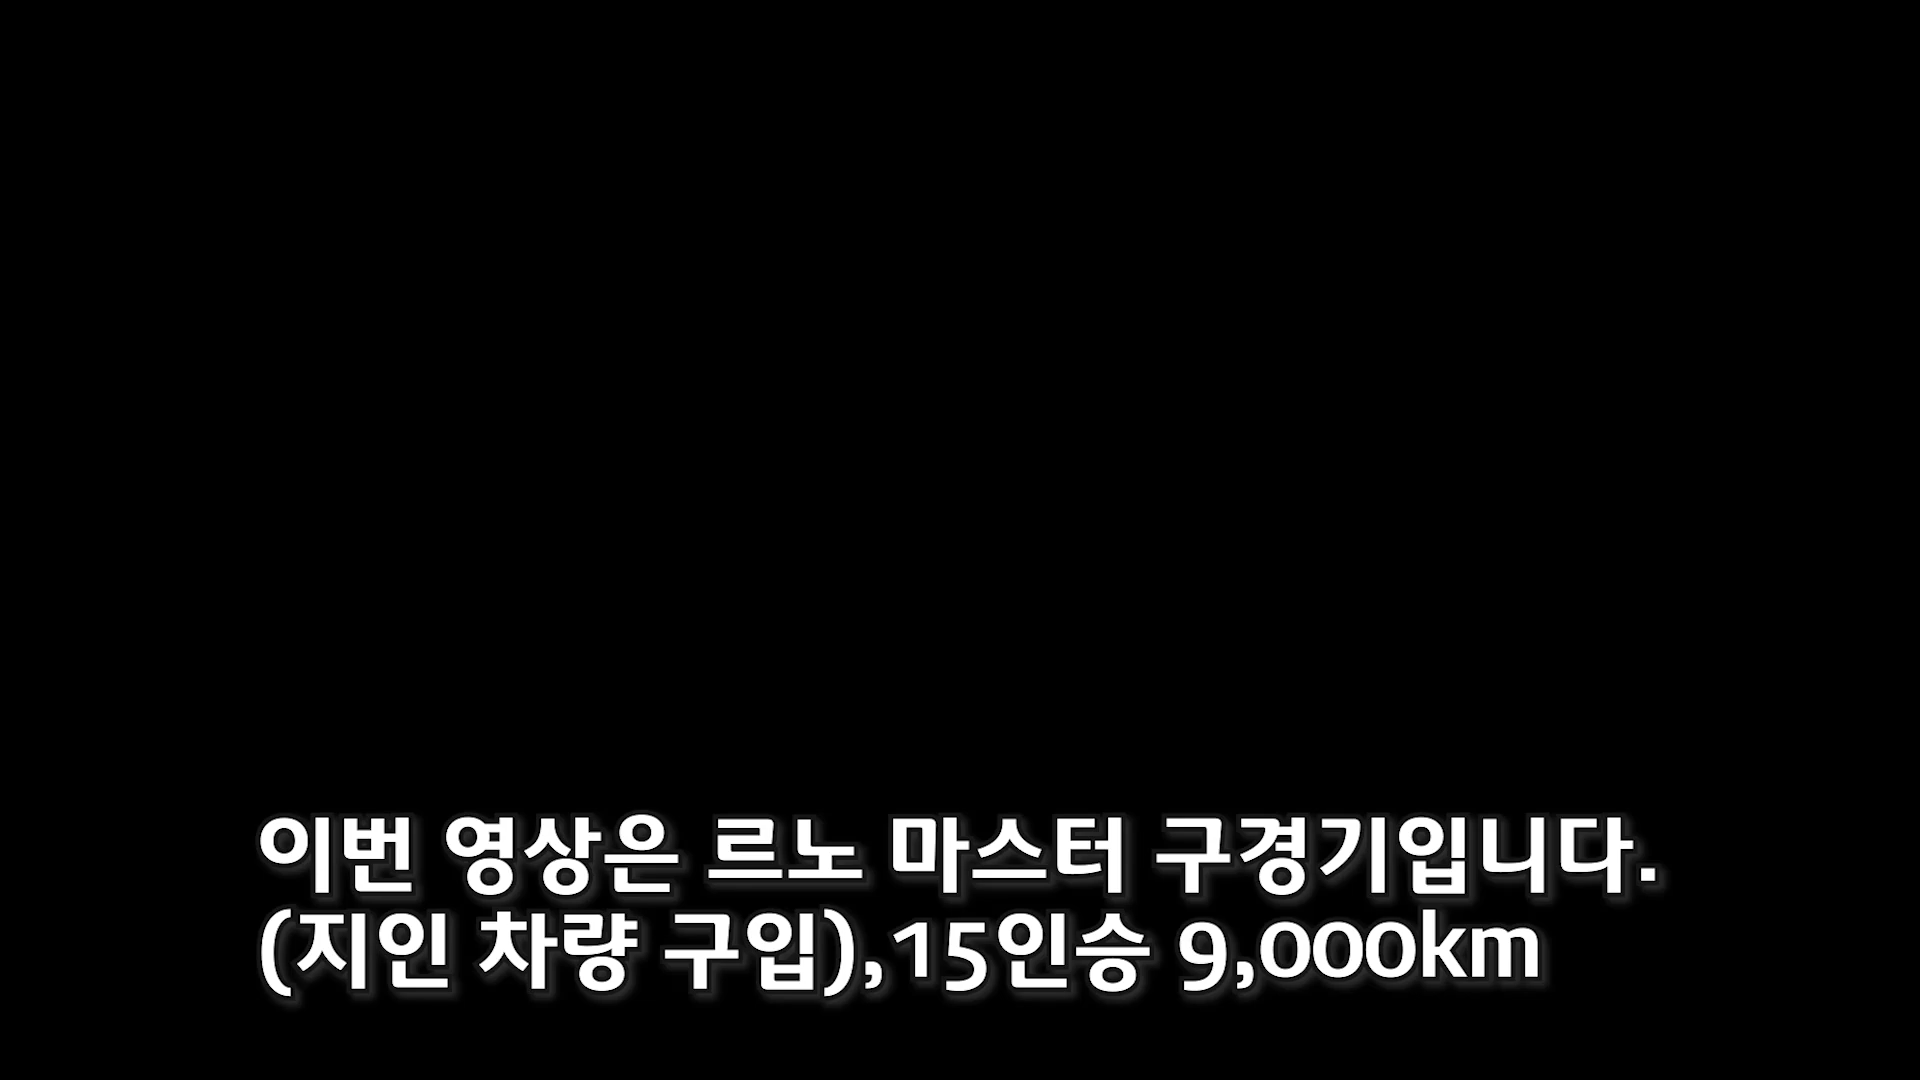 이번 영상은 르노 마스터 구경기입니다.
(지인 차량 구입),15인승 9,000km